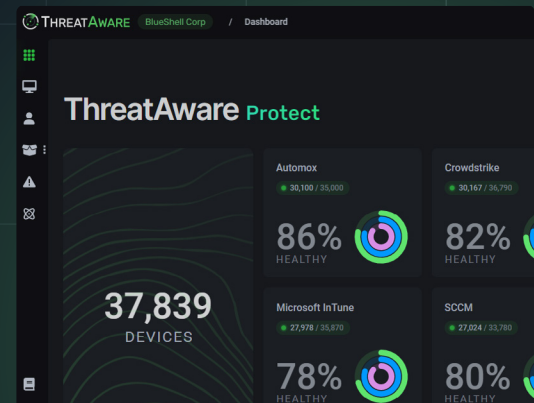 THREATAWARE
BlueShell Corp
/
Dashboard
ThreatAware Protect
37,839
DEVICES
Automox
30,100 / 35,000
86%
HEALTHY
Crowdstrike
30,167 / 36,790
82%
HEALTHY
Microsoft InTune
27,978 / 35,870
78%
HEALTHY
SCCM
27,024 / 33,780
80%
HEALTHY